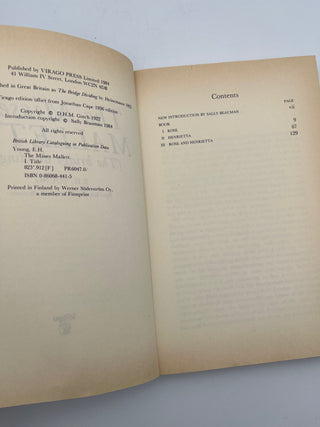 Published by VIRAGO PRESS Limited 1984
41 William IV Street, London WC2N 4DB
hed in Great Britain as The Bridge Dividing by Heinemann 1922
irago edition offset from Jonathan Cape 1936 edition
Copyright © D.H.M. Gotch 1922
Introduction copyright © Sally Beauman 1984
All rights reserved
British Library Cataloguing in Publication Data
Young, E.H.
The Misses Mallett.
I. Title
823'.912[F] PR6047.0
ISBN 0-86068-441-5
Printed in Finland by Werner Söderström Oy,
a member of Finnprint
Contents
PAGE
NEW INTRODUCTION BY SALLY BEAUMAN vii
BOOK
I ROSE 9
II HENRIETTA 67
III ROSE AND HENRIETTA 129